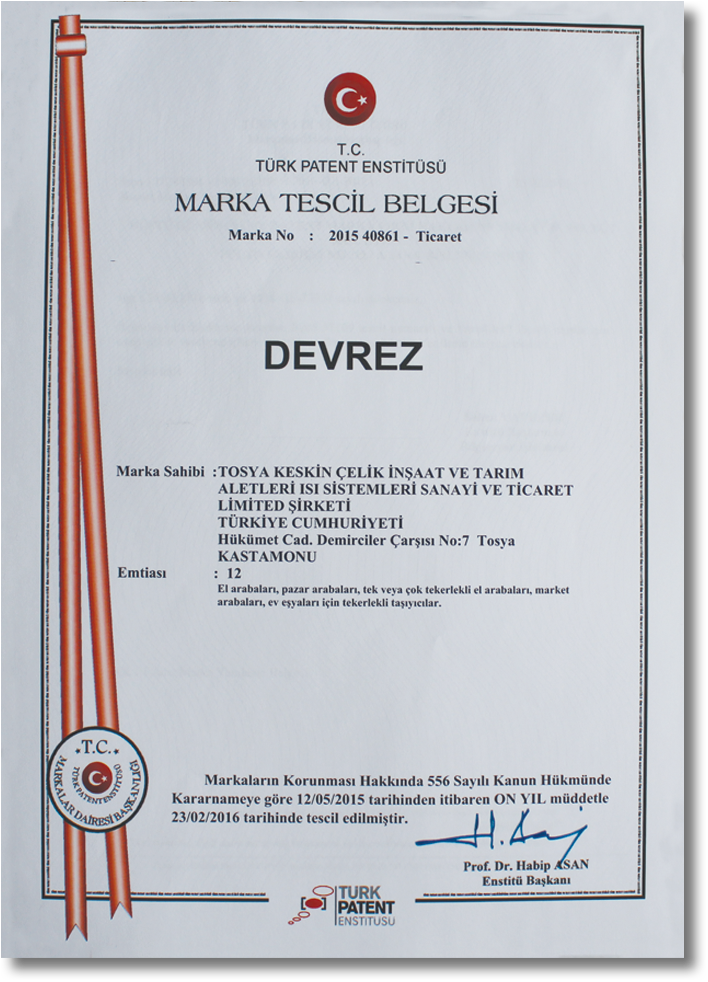 T.C.
TÜRK PATENT ENSTİTÜSÜ
MARKA TESCİL BELGESİ
Marka No : 2015 40861 - Ticaret
DEVREZ
Marka Sahibi :TOSYA KESKİN ÇELİK İNŞAAT VE TARIM
ALETLERİ ISI SİSTEMLERİ SANAYİ VE TİCARET
LİMİTED ŞİRKETİ
TÜRKİYE CUMHURİYETİ
Hükümet Cad. Demirciler Çarşısı No:7 Tosya
KASTAMONU
Emtiası : 12
El arabaları, pazar arabaları, tek veya çok tekerlekli el arabaları, market
arabaları, ev eşyaları için tekerlekli taşıyıcılar.
T.C.
TÜRK PATENT ENSTİTÜSÜ
MARKALAR DAİRESİ BAŞKANLIĞI
Markaların Korunması Hakkında 556 Sayılı Kanun Hükmünde
Kararnameye göre 12/05/2015 tarihinden itibaren ON YIL müddetle
23/02/2016 tarihinde tescil edilmiştir.
Prof. Dr. Habip ASAN
Enstitü Başkanı
TÜRK
PATENT
ENSTİTÜSÜ